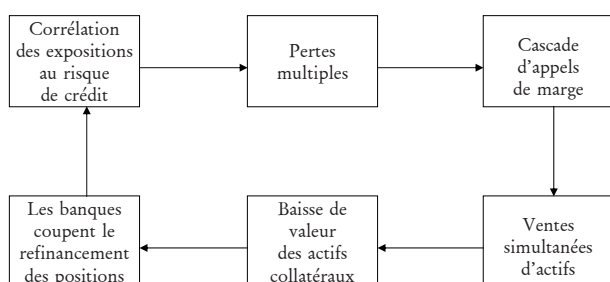 Corrélation
des expositions
au risque
de crédit
Pertes
multiples
Cascade
d’appels
de marge
Les banques
coupent le
refinancement
des positions
Baisse de
valeur
des actifs
collatéraux
Ventes
simultanées
d’actifs